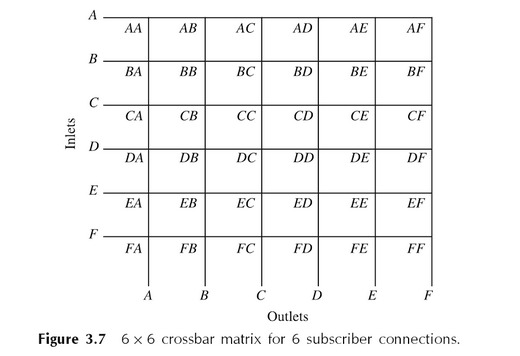 A
AA AB AC AD AE AF
B
BA BB BC BD BE BF
C
CA CB CC CD CE CF
Inlets
D
DA DB DC DD DE DF
E
EA EB EC ED EE EF
F
FA FB FC FD FE FF
A B C D E F
Outlets
Figure 3.7 6 × 6 crossbar matrix for 6 subscriber connections.